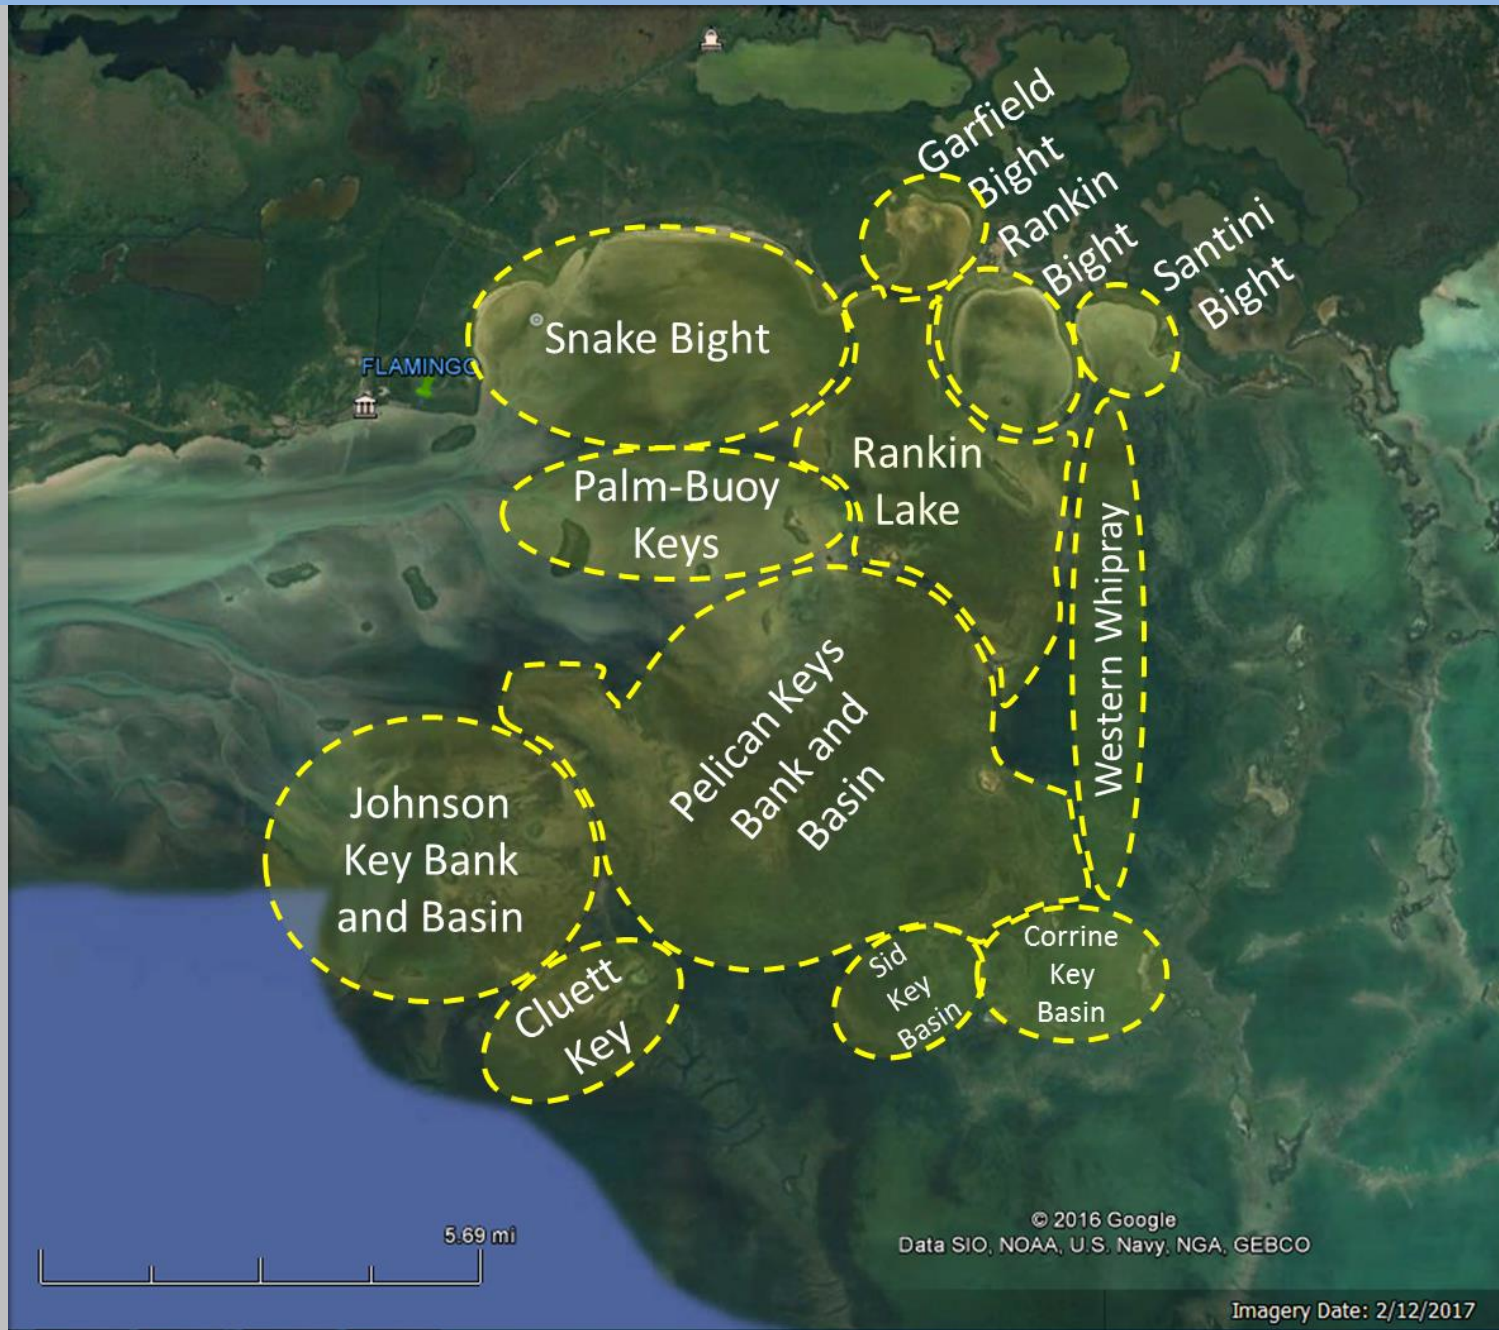 Garfield
Bight
Rankin
Bight
Santini
Bight
Snake Bight
FLAMINGO
Rankin
Lake
Palm-Buoy
Keys
Western Whipray
Pelican Keys
Bank and
Basin
Johnson
Key Bank
and Basin
Cluett
Key
Sid
Key
Basin
Corrine
Key
Basin
5.69 mi
© 2016 Google
Data SIO, NOAA, U.S. Navy, NGA, GEBCO
Imagery Date: 2/12/2017